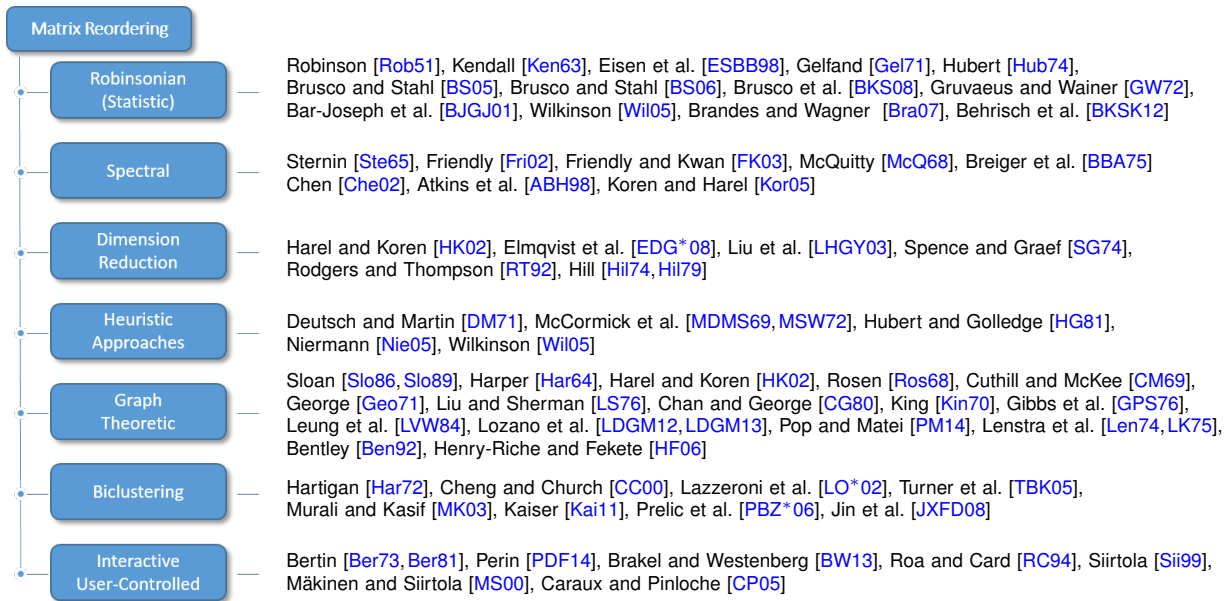 Matrix Reordering
Robinsonian
(Statistic)
Robinson [Rob51], Kendall [Ken63], Eisen et al. [ESBB98], Gelfand [Gel71], Hubert [Hub74],
Brusco and Stahl [BS05], Brusco and Stahl [BS06], Brusco et al. [BKS08], Gruvaeus and Wainer [GW72],
Bar-Joseph et al. [BJGJ01], Wilkinson [Wil05], Brandes and Wagner [Bra07], Behrisch et al. [BKSK12]
Spectral
Sternin [Ste65], Friendly [Fri02], Friendly and Kwan [FK03], McQuitty [McQ68], Breiger et al. [BBA75]
Chen [Che02], Atkins et al. [ABH98], Koren and Harel [Kor05]
Dimension
Reduction
Harel and Koren [HK02], Elmqvist et al. [EDG*08], Liu et al. [LHGY03], Spence and Graef [SG74],
Rodgers and Thompson [RT92], Hill [Hil74,Hil79]
Heuristic
Approaches
Deutsch and Martin [DM71], McCormick et al. [MDMS69,MSW72], Hubert and Golledge [HG81],
Niermann [Nie05], Wilkinson [Wil05]
Graph
Theoretic
Sloan [Slo86,Slo89], Harper [Har64], Harel and Koren [HK02], Rosen [Ros68], Cuthill and McKee [CM69],
George [Geo71], Liu and Sherman [LS76], Chan and George [CG80], King [Kin70], Gibbs et al. [GPS76],
Leung et al. [LVW84], Lozano et al. [LDGM12,LDGM13], Pop and Matei [PM14], Lenstra et al. [Len74,LK75],
Bentley [Ben92], Henry-Riche and Fekete [HF06]
Biclustering
Hartigan [Har72], Cheng and Church [CC00], Lazzeroni et al. [LO*02], Turner et al. [TBK05],
Murali and Kasif [MK03], Kaiser [Kai11], Prelic et al. [PBZ*06], Jin et al. [JXFD08]
Interactive
User-Controlled
Bertin [Ber73,Ber81], Perin [PDF14], Brakel and Westenberg [BW13], Roa and Card [RC94], Siirtola [Sii99],
Mäkinen and Siirtola [MS00], Caraux and Pinloche [CP05]